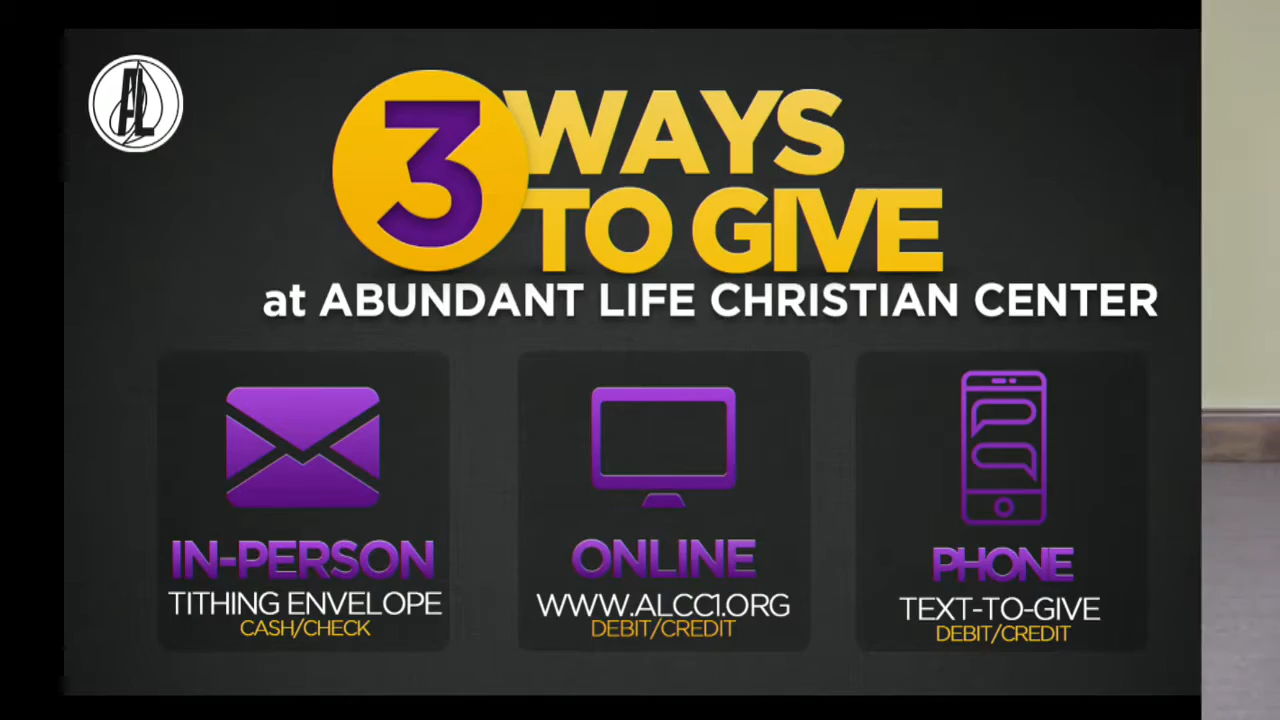 AL
3 WAYS
TO GIVE
at ABUNDANT LIFE CHRISTIAN CENTER
IN-PERSON
TITHING ENVELOPE
CASH/CHECK
ONLINE
WWW.ALCC1.ORG
DEBIT/CREDIT
PHONE
TEXT-TO-GIVE
DEBIT/CREDIT